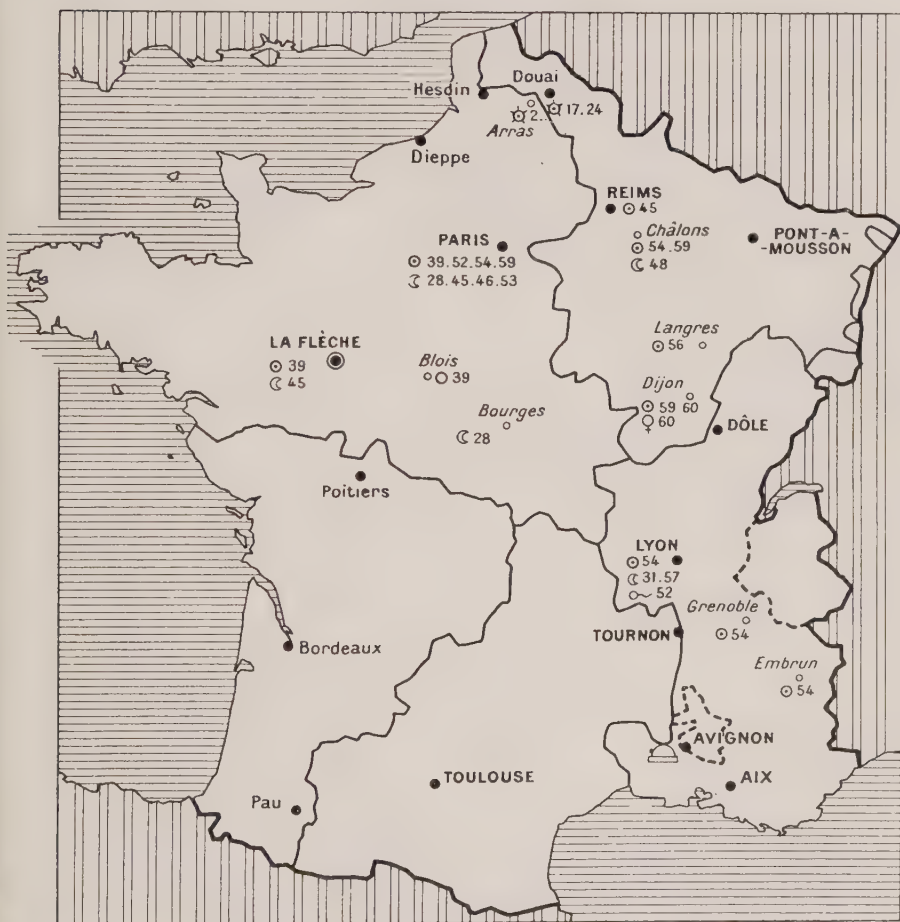 Hesdin
Douai
☼ 2.. ☼ 17.24
Arras
Dieppe
REIMS
☉ 45
Châlons
☉ 54.59
☾ 48
PONT-A-
-MOUSSON
PARIS
☉ 39.52.54.59
☾ 28.45.46.53
Langres
☉ 56
LA FLÈCHE
☉ 39
☾ 45
Blois
39
Dijon
☉ 59 60
♀ 60
Bourges
☾ 28
DÔLE
Poitiers
LYON
☉ 54
☾ 31.57
○~ 52
Grenoble
☉ 54
TOURNON
Bordeaux
Embrun
☉ 54
AVIGNON
TOULOUSE
AIX
Pau